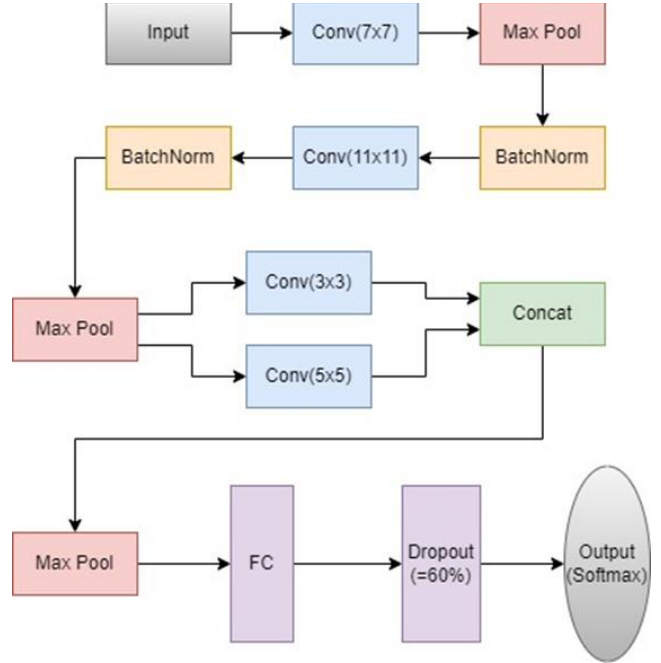 Input
Conv(7x7)
Max Pool
BatchNorm
Conv(11x11)
BatchNorm
Max Pool
Conv(3x3)
Conv(5x5)
Concat
Max Pool
FC
Dropout
(=60%)
Output
(Softmax)